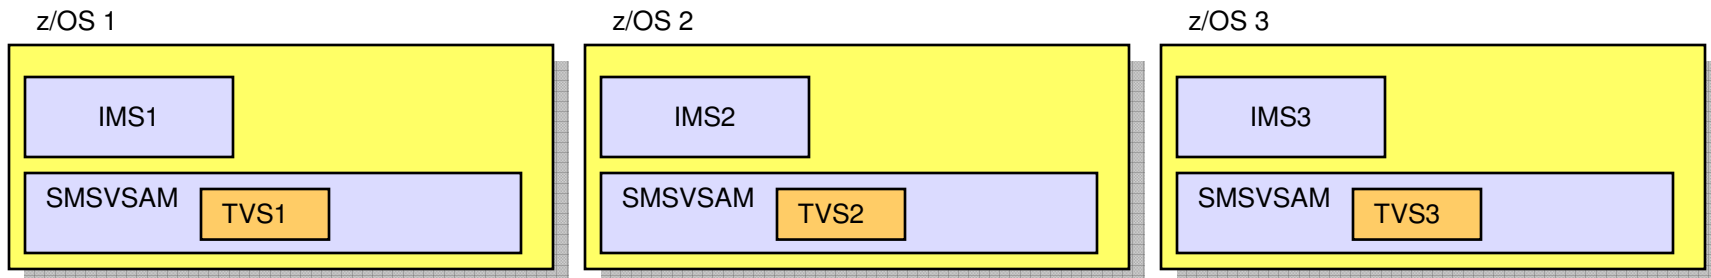 z/OS 1
z/OS 2
z/OS 3
IMS1
IMS2
IMS3
SMSVSAM
TVS1
SMSVSAM
TVS2
SMSVSAM
TVS3